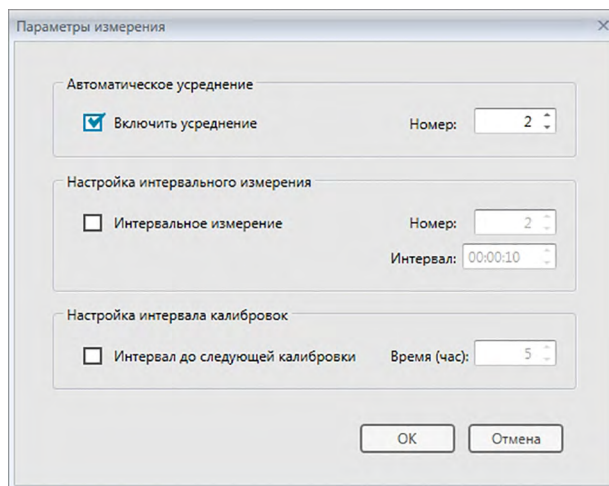 Параметры измерения
Автоматическое усреднение
Включить усреднение Номер: 2
Настройка интервального измерения
Интервальное измерение Номер: 2
Интервал: 00:00:10
Настройка интервала калибровок
Интервал до следующей калибровки Время (час): 5
ОК Отмена